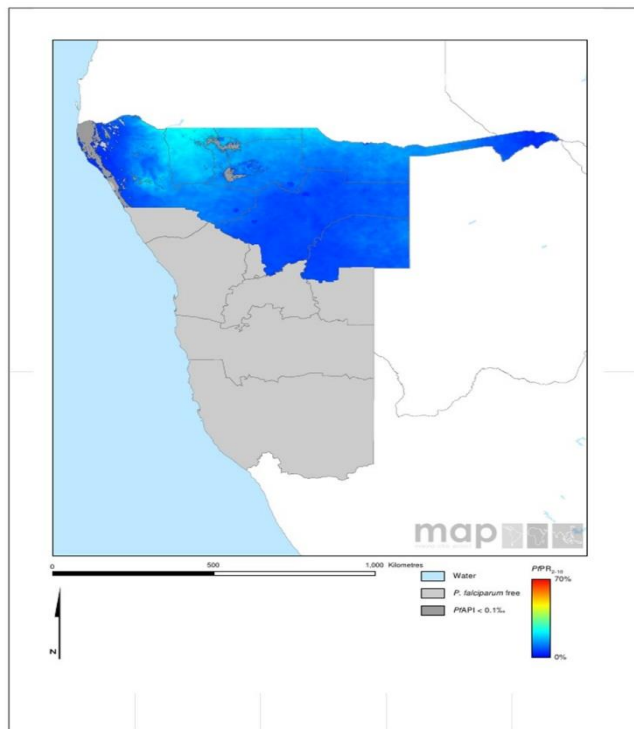 map
0
500
1,000 Kilometres
N
Water
P. falciparum free
PfAPI < 0.1‰
PfPR2-10
70%
0%